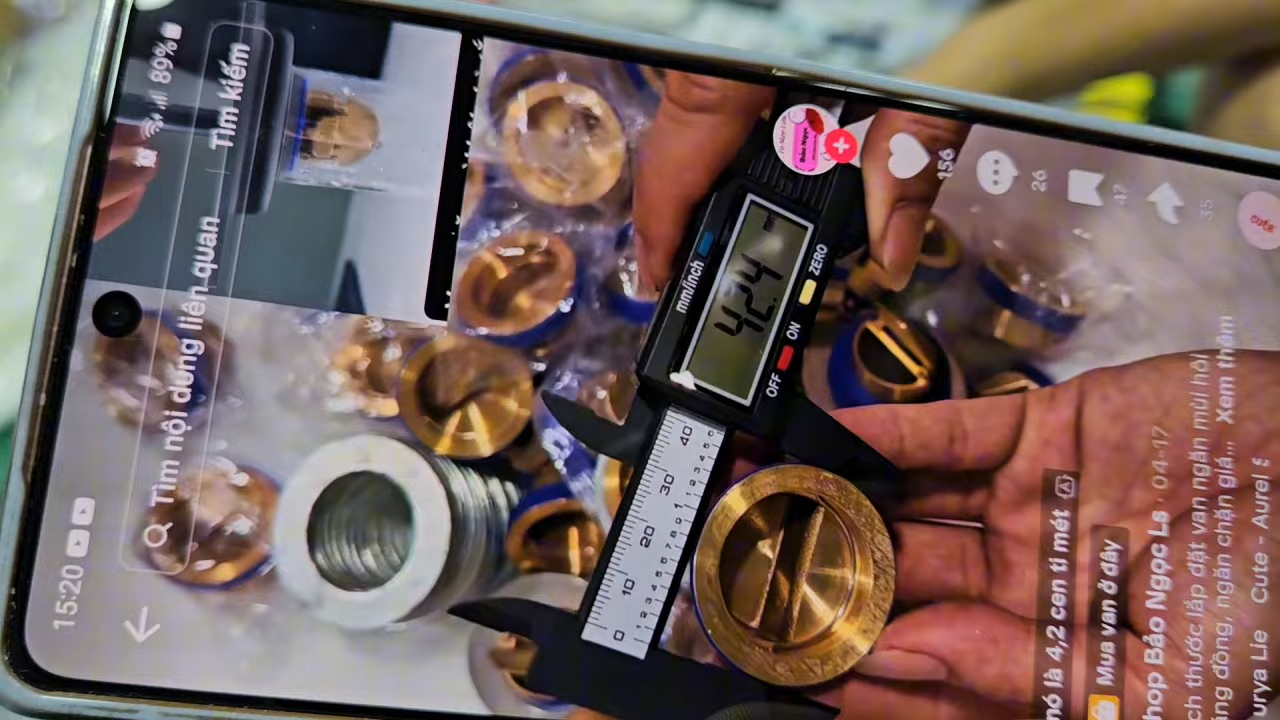 15:20
89%
Tìm nội dung liên quan
Tìm kiếm
mm/inch
ZERO
42.4
OFF
ON
0 10 20 30 40
Bảo Ngọc
156
26
47
35
cute
nó là 4,2 cen ti mét
Mua van ở đây
hop Bảo Ngọc Ls · 04-17
ch thước lắp đặt van ngăn mùi hôi
ng đồng, ngăn chặn giá... Xem thêm
urya Lie Cute - Aurel